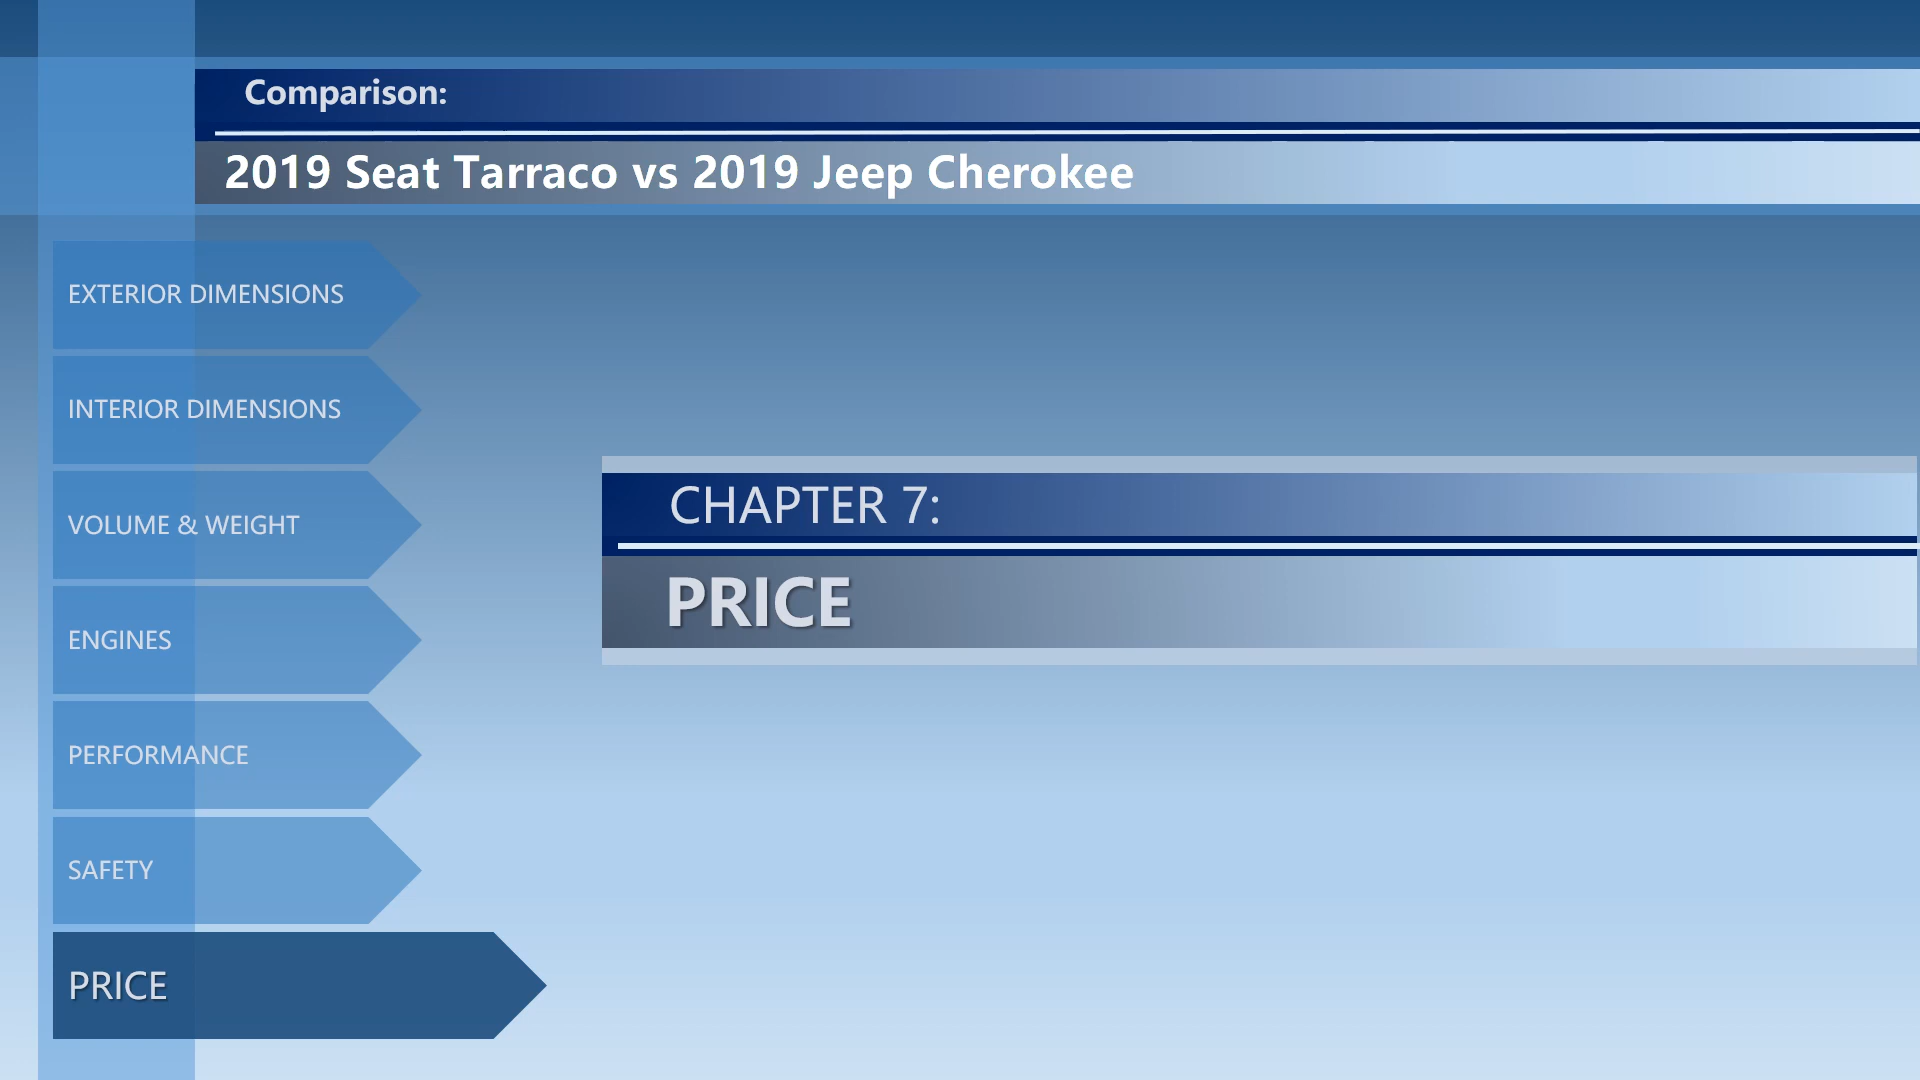 Comparison:
2019 Seat Tarraco vs 2019 Jeep Cherokee
EXTERIOR DIMENSIONS
INTERIOR DIMENSIONS
VOLUME & WEIGHT
ENGINES
PERFORMANCE
SAFETY
PRICE
CHAPTER 7:
PRICE